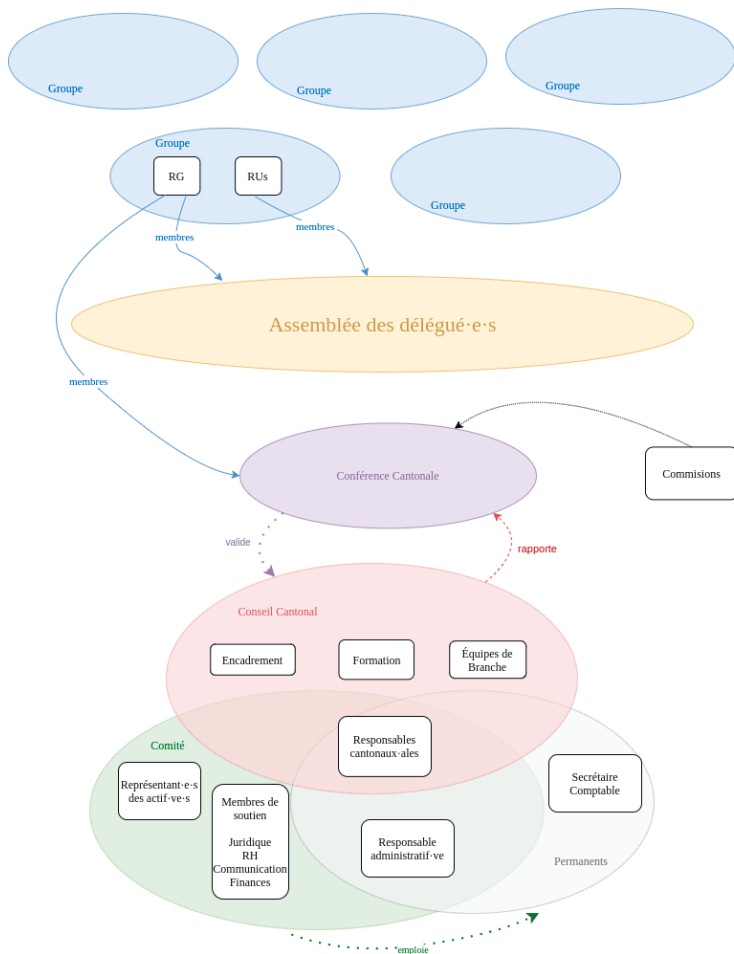 Groupe
Groupe
Groupe
Groupe
RG
RUs
Groupe
membres
membres
Assemblée des délégué·e·s
membres
Conférence Cantonale
Commisions
valide
rapporte
Conseil Cantonal
Encadrement
Formation
Équipes de
Branche
Comité
Responsables
cantonaux·ales
Représentant·e·s
des actif·ve·s
Membres de
soutien
Juridique
RH
Communication
Finances
Responsable
administratif·ve
Secrétaire
Comptable
Permanents
emploie